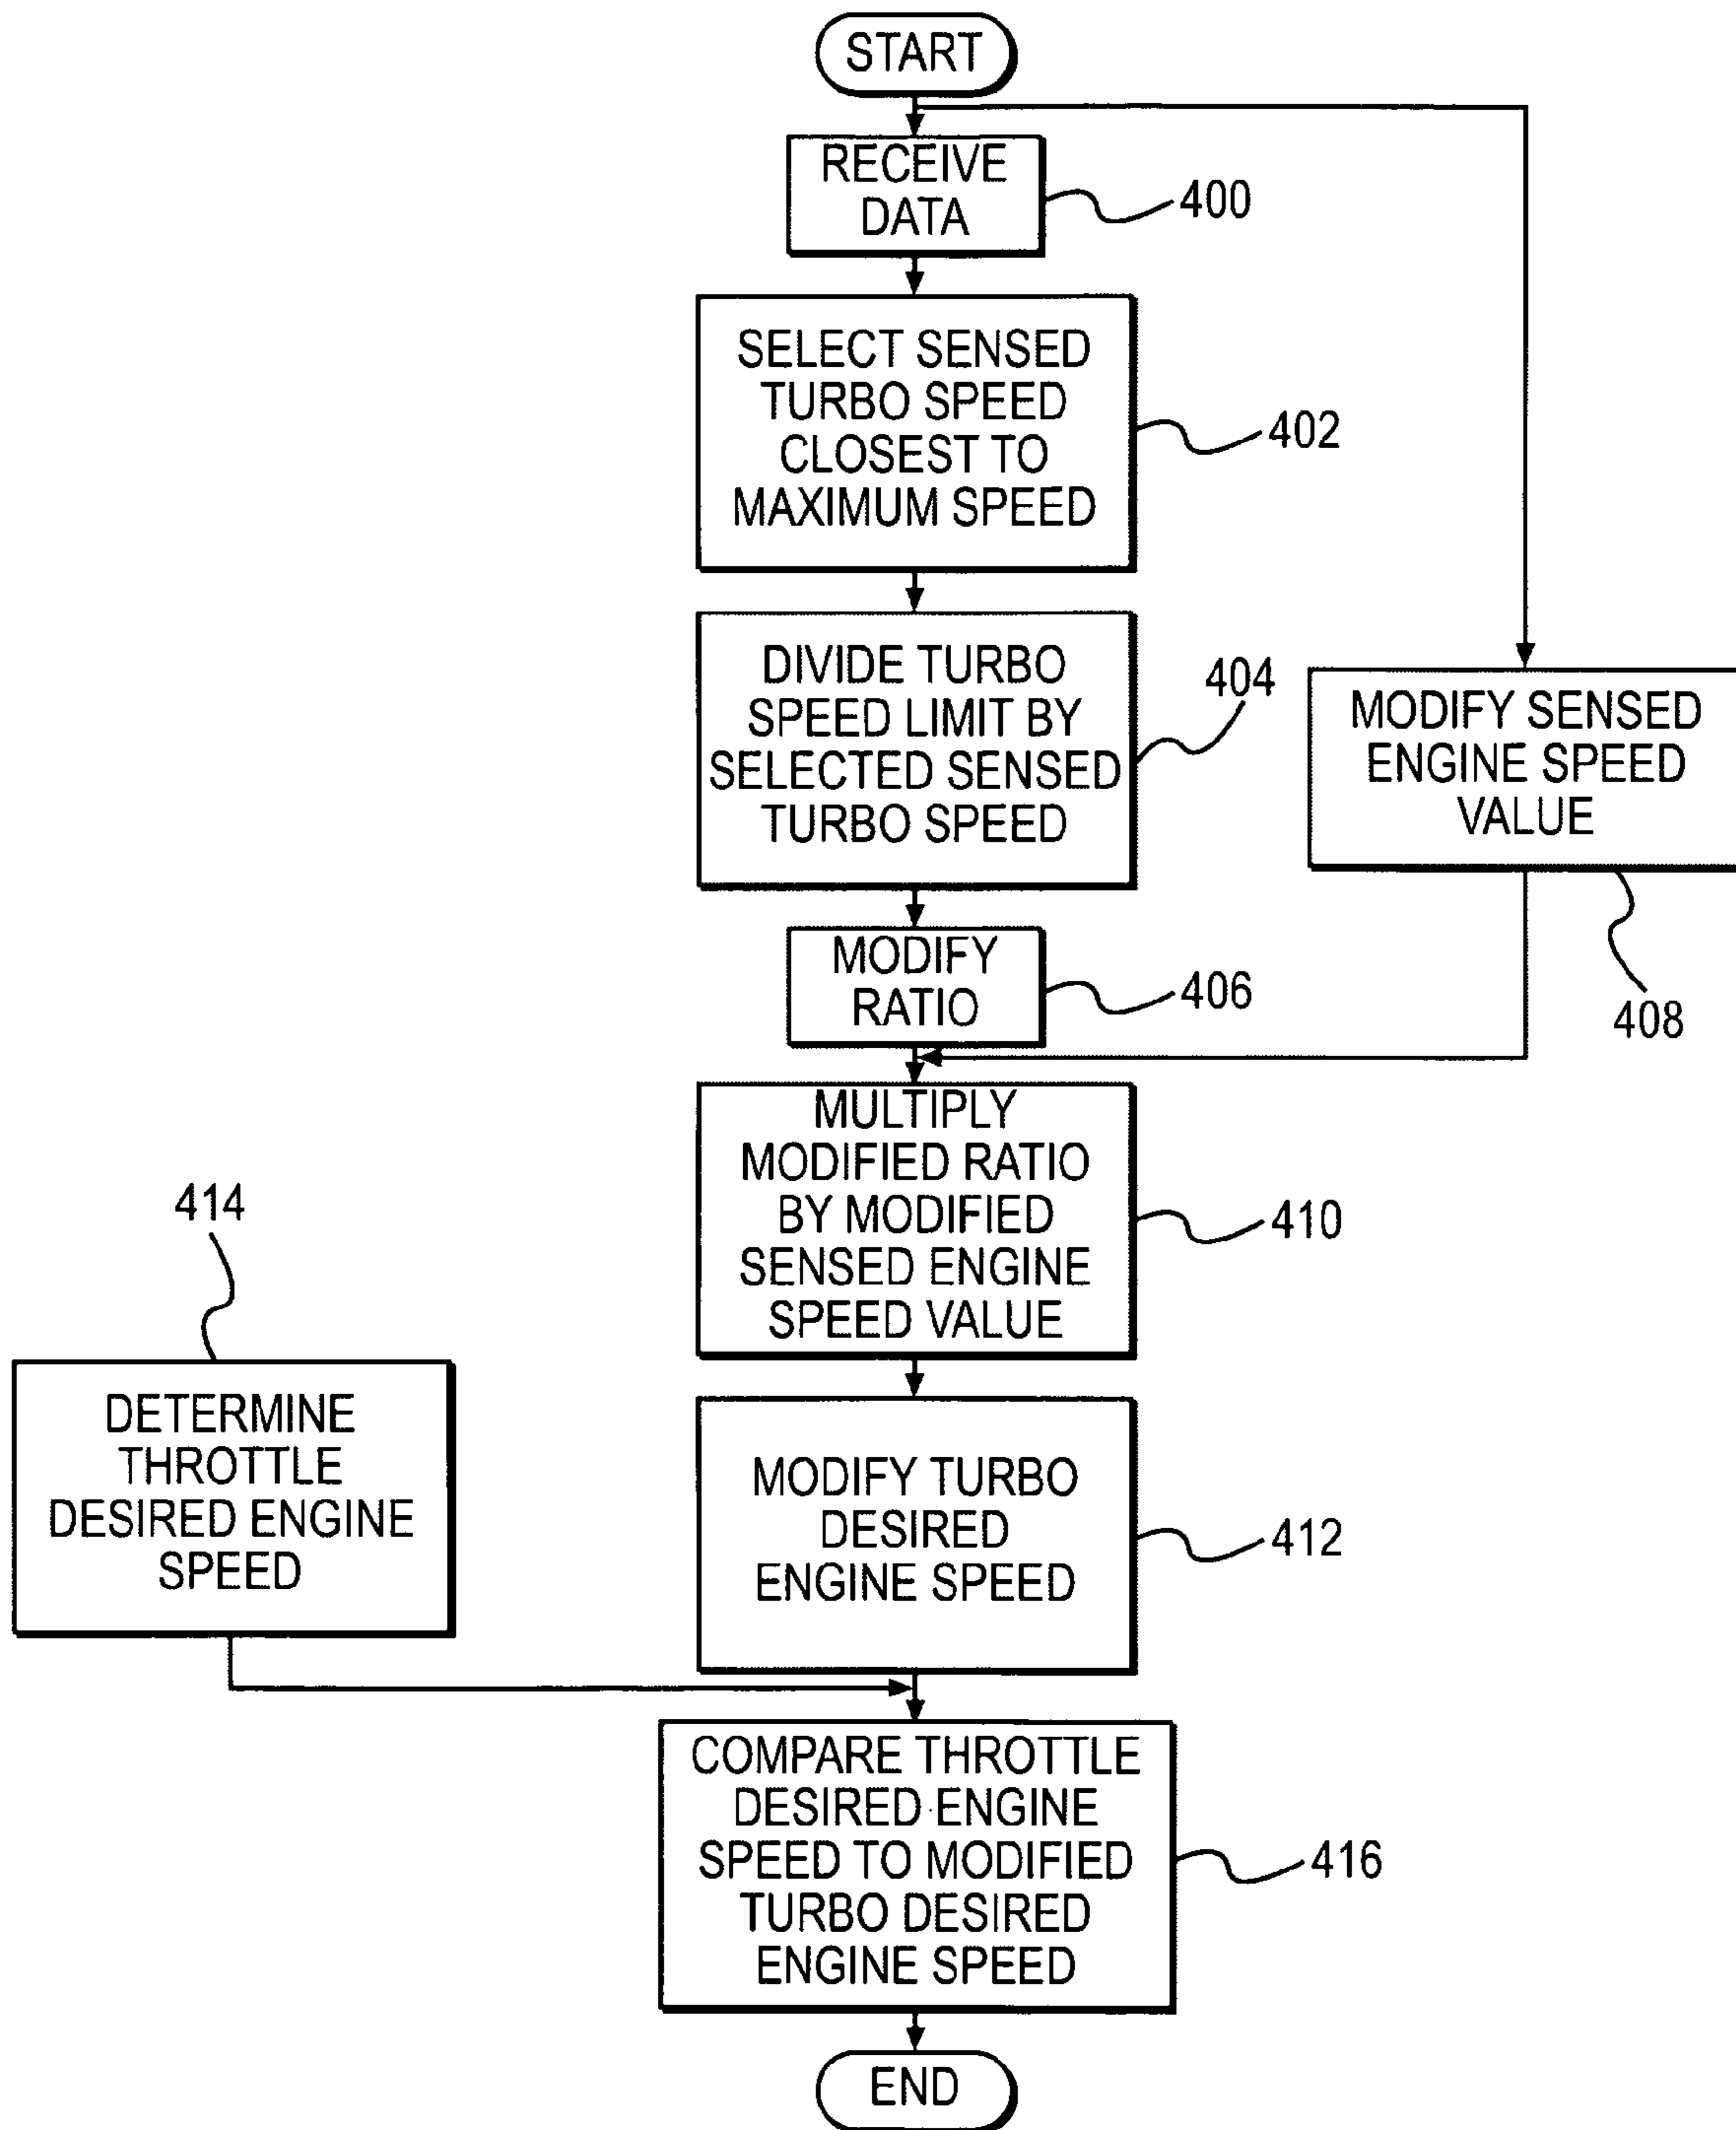 START
RECEIVE
DATA
400
SELECT SENSED
TURBO SPEED
CLOSEST TO
MAXIMUM SPEED
402
DIVIDE TURBO
SPEED LIMIT BY
SELECTED SENSED
TURBO SPEED
404
MODIFY SENSED
ENGINE SPEED
VALUE
408
MODIFY
RATIO
406
MULTIPLY
MODIFIED RATIO
BY MODIFIED
SENSED ENGINE
SPEED VALUE
410
414
DETERMINE
THROTTLE
DESIRED ENGINE
SPEED
MODIFY TURBO
DESIRED
ENGINE SPEED
412
COMPARE THROTTLE
DESIRED ENGINE
SPEED TO MODIFIED
TURBO DESIRED
ENGINE SPEED
416
END